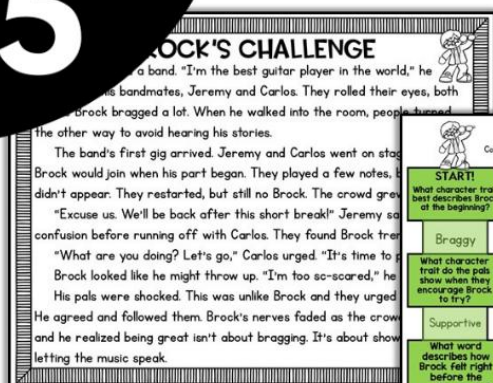 5
ROCK'S CHALLENGE
a band. "I'm the best guitar player in the world," he
bandmates, Jeremy and Carlos. They rolled their eyes, both
Brock bragged a lot. When he walked into the room, people turned
the other way to avoid hearing his stories.
The band's first gig arrived. Jeremy and Carlos went on stag
Brock would join when his part began. They played a few notes, b
didn't appear. They restarted, but still no Brock. The crowd grew
"Excuse us. We'll be back after this short break!" Jeremy sa
confusion before running off with Carlos. They found Brock trem
"What are you doing? Let's go," Carlos urged. "It's time to p
Brock looked like he might throw up. "I'm too sc-scared," he
His pals were shocked. This was unlike Brock and they urged
He agreed and followed them. Brock's nerves faded as the crow
and he realized being great isn't about bragging. It's about show
letting the music speak.
START!
What character tra
best describes Broc
at the beginning?
Braggy
What character
trait do the pals
show when they
encourage Brock
to try?
Supportive
What word
describes how
Brock felt right
before the